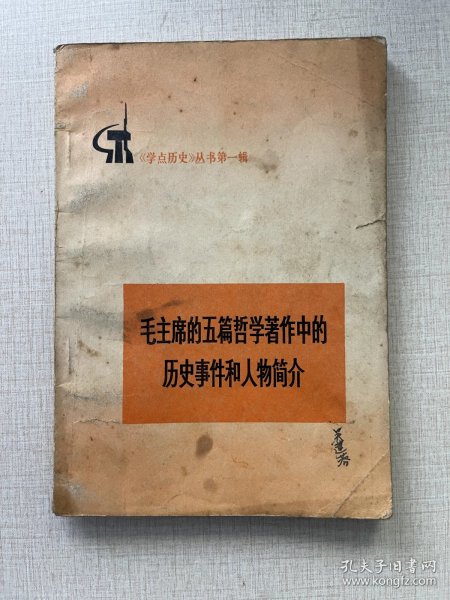 《学点历史》丛书第一辑
毛主席的五篇哲学著作中的
历史事件和人物简介
孔夫子旧书网
www.kongfz.com